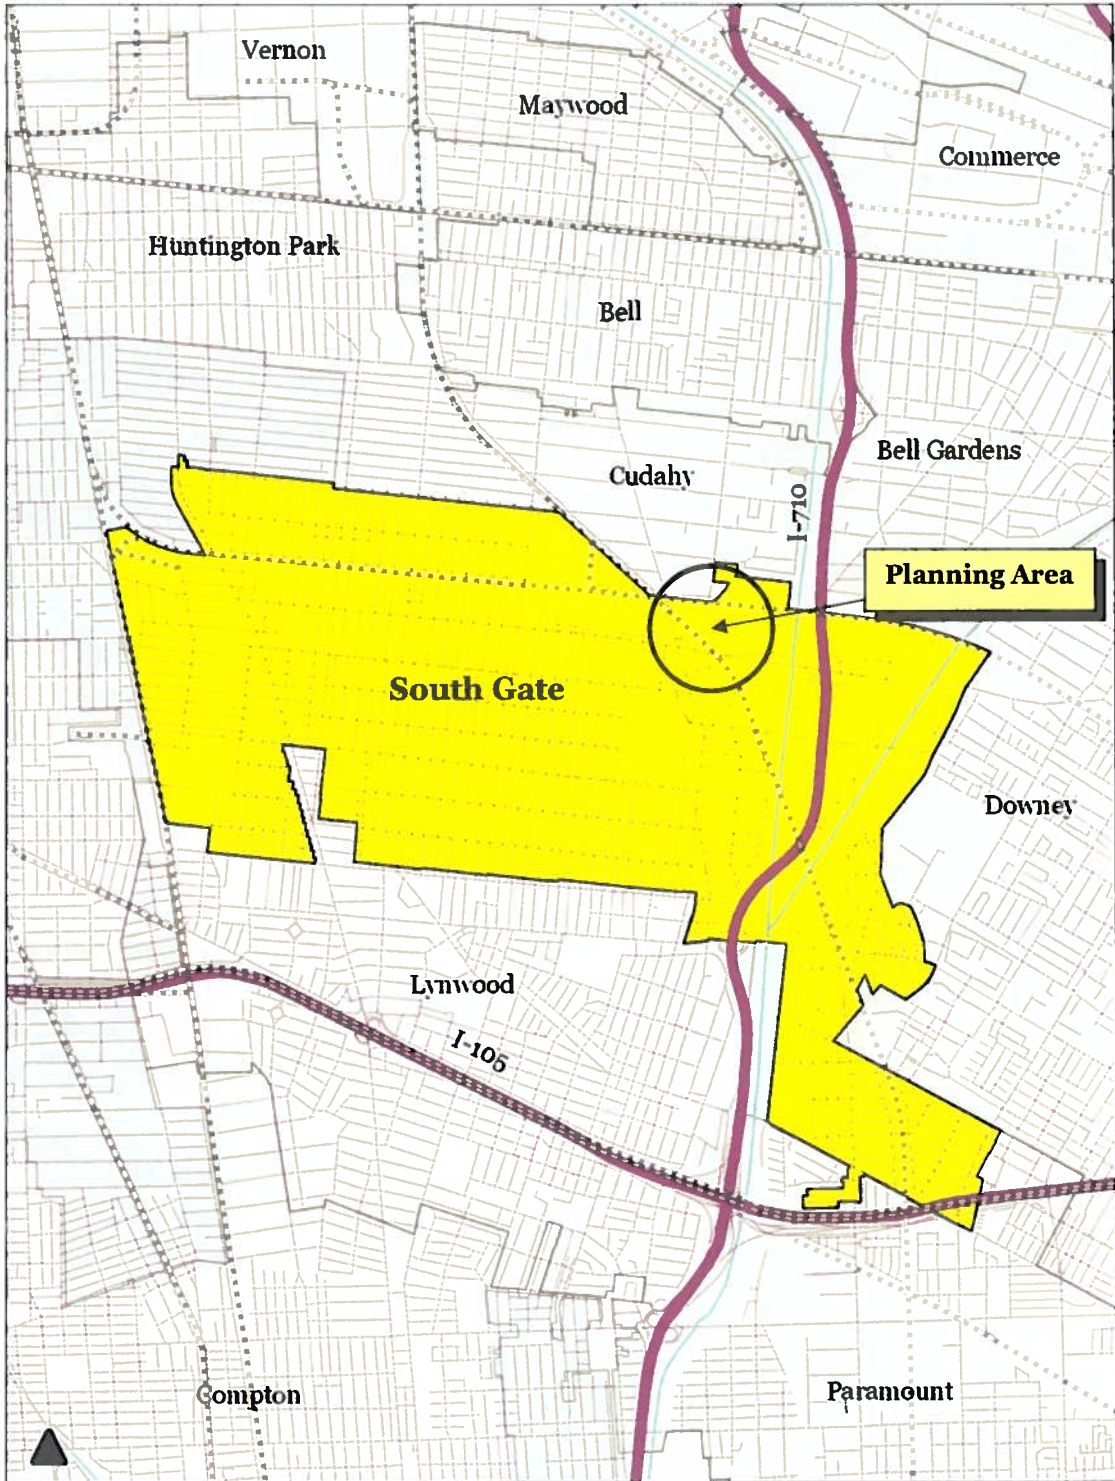 Vernon
Maywood
Commerce
Huntington Park
Bell
Bell Gardens
Cudahy
I-710
Planning Area
South Gate
Downey
Lynwood
I-105
Compton
Paramount